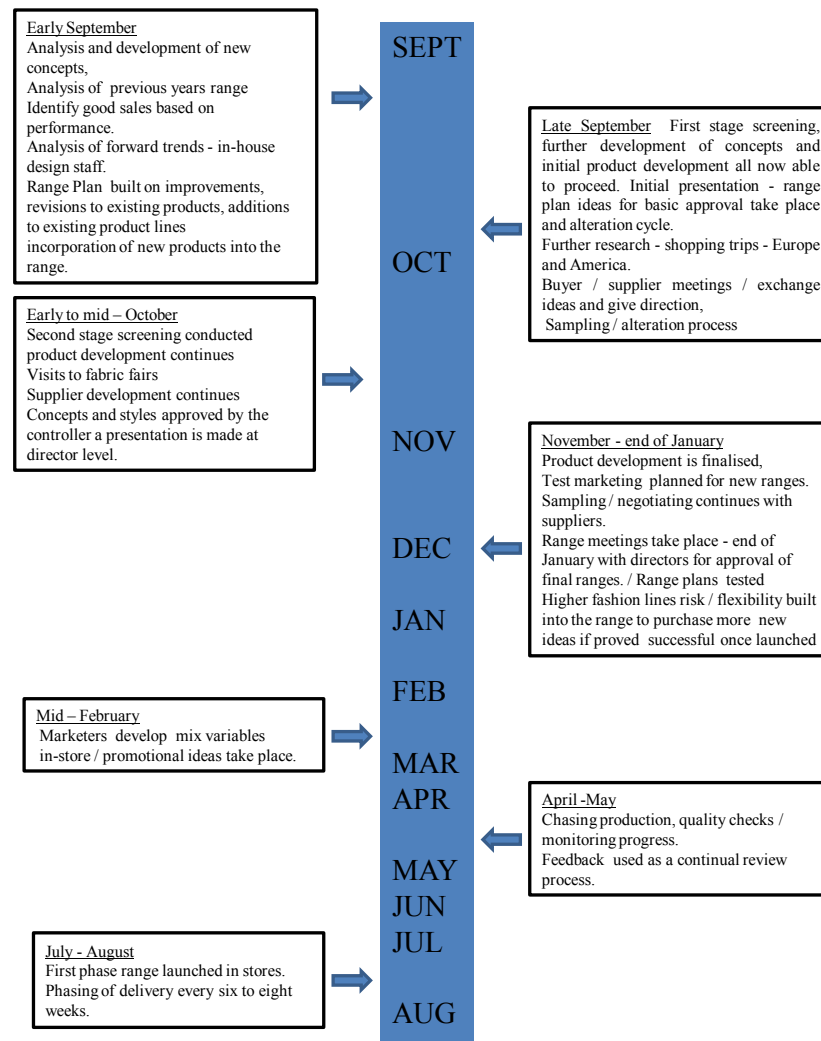 Early September
Analysis and development of new
concepts,
Analysis of previous years range
Identify good sales based on
performance.
Analysis of forward trends - in-house
design staff.
Range Plan built on improvements,
revisions to existing products, additions
to existing product lines
incorporation of new products into the
range.
SEPT
Late September First stage screening,
further development of concepts and
initial product development all now able
to proceed. Initial presentation - range
plan ideas for basic approval take place
and alteration cycle.
Further research - shopping trips - Europe
and America.
Buyer / supplier meetings / exchange
ideas and give direction,
Sampling / alteration process
OCT
Early to mid – October
Second stage screening conducted
product development continues
Visits to fabric fairs
Supplier development continues
Concepts and styles approved by the
controller a presentation is made at
director level.
NOV
November - end of January
Product development is finalised,
Test marketing planned for new ranges.
Sampling / negotiating continues with
suppliers.
Range meetings take place - end of
January with directors for approval of
final ranges. / Range plans tested
Higher fashion lines risk / flexibility built
into the range to purchase more new
ideas if proved successful once launched
DEC
JAN
FEB
Mid – February
Marketers develop mix variables
in-store / promotional ideas take place.
MAR
APR
April -May
Chasing production, quality checks /
monitoring progress.
Feedback used as a continual review
process.
MAY
JUN
JUL
July - August
First phase range launched in stores.
Phasing of delivery every six to eight
weeks.
AUG